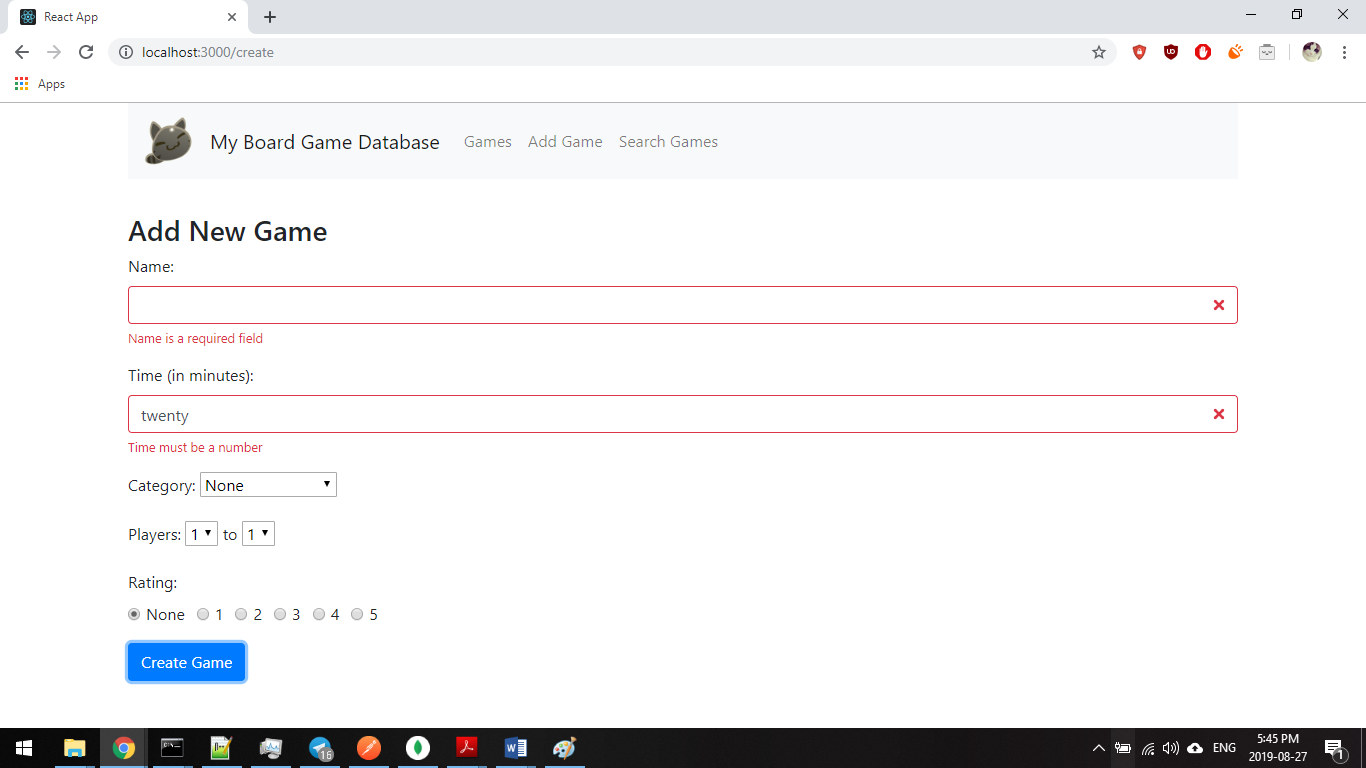 React App
localhost:3000/create
Apps
My Board Game Database Games Add Game Search Games
Add New Game
Name:
Name is a required field
Time (in minutes):
twenty
Time must be a number
Category: None
Players: 1 to 1
Rating:
None 1 2 3 4 5
Create Game
16
ENG
5:45 PM
2019-08-27
1